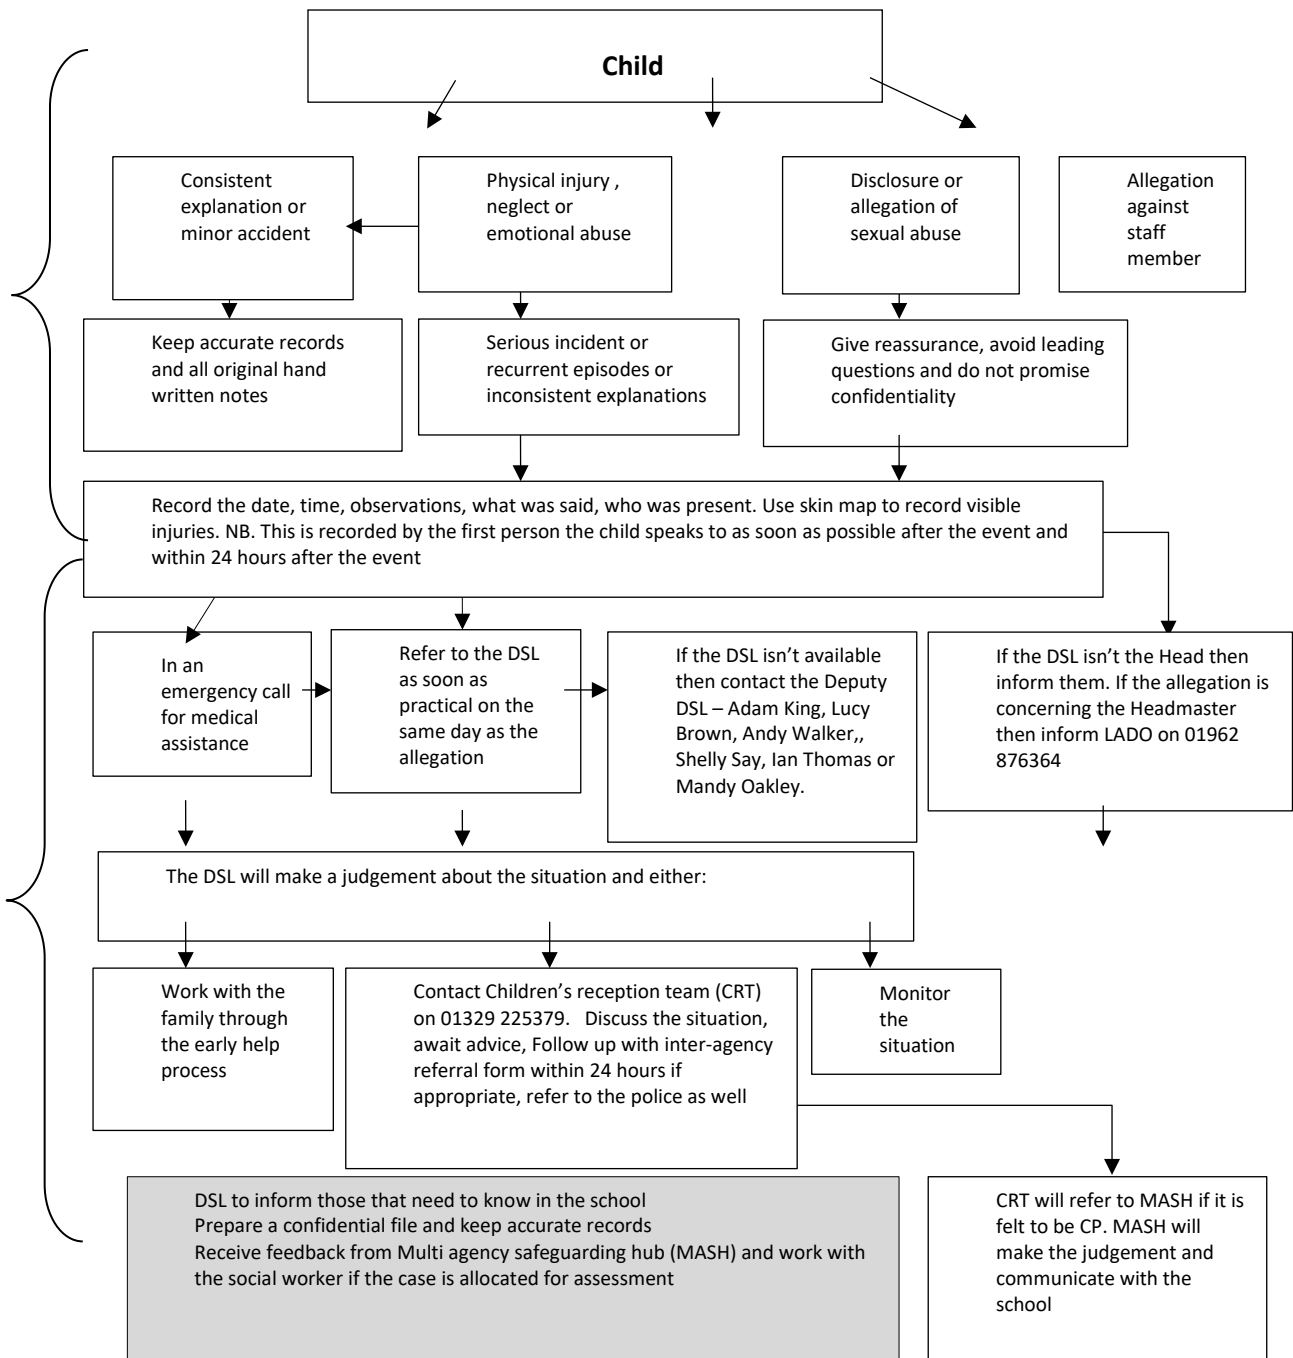 Child
Consistent
explanation or
minor accident
Physical injury ,
neglect or
emotional abuse
Disclosure or
allegation of
sexual abuse
Allegation
against
staff
member
Keep accurate records
and all original hand
written notes
Serious incident or
recurrent episodes or
inconsistent explanations
Give reassurance, avoid leading
questions and do not promise
confidentiality
Record the date, time, observations, what was said, who was present. Use skin map to record visible
injuries. NB. This is recorded by the first person the child speaks to as soon as possible after the event and
within 24 hours after the event
In an
emergency call
for medical
assistance
Refer to the DSL
as soon as
practical on the
same day as the
allegation
If the DSL isn’t available
then contact the Deputy
DSL – Adam King, Lucy
Brown, Andy Walker,,
Shelly Say, Ian Thomas or
Mandy Oakley.
If the DSL isn’t the Head then
inform them. If the allegation is
concerning the Headmaster
then inform LADO on 01962
876364
The DSL will make a judgement about the situation and either:
Work with the
family through
the early help
process
Contact Children’s reception team (CRT)
on 01329 225379.   Discuss the situation,
await advice, Follow up with inter-agency
referral form within 24 hours if
appropriate, refer to the police as well
Monitor
the
situation
DSL to inform those that need to know in the school
Prepare a confidential file and keep accurate records
Receive feedback from Multi agency safeguarding hub (MASH) and work with
the social worker if the case is allocated for assessment
CRT will refer to MASH if it is
felt to be CP. MASH will
make the judgement and
communicate with the
school